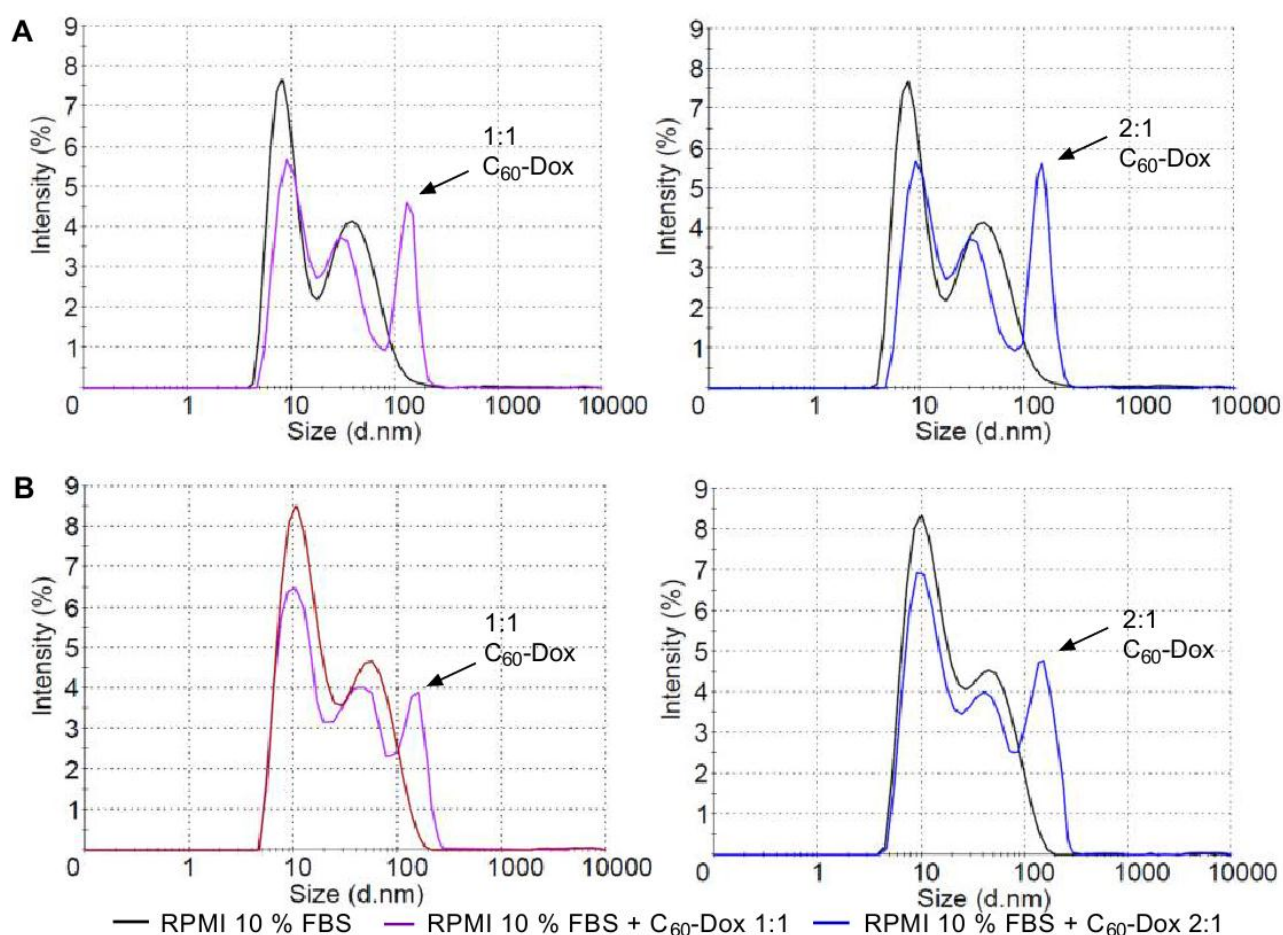 A
9
8
7
6
5
4
3
2
1
Intensity (%)
1:1
C₆₀-Dox
0 1 10 100 1000 10000
Size (d.nm)
9
8
7
6
5
4
3
2
1
Intensity (%)
2:1
C₆₀-Dox
0 1 10 100 1000 10000
Size (d.nm)
B
9
8
7
6
5
4
3
2
1
Intensity (%)
1:1
C₆₀-Dox
0 1 10 100 1000 10000
Size (d.nm)
9
8
7
6
5
4
3
2
1
Intensity (%)
2:1
C₆₀-Dox
0 1 10 100 1000 10000
Size (d.nm)
RPMI 10 % FBS RPMI 10 % FBS + C₆₀-Dox 1:1 RPMI 10 % FBS + C₆₀-Dox 2:1